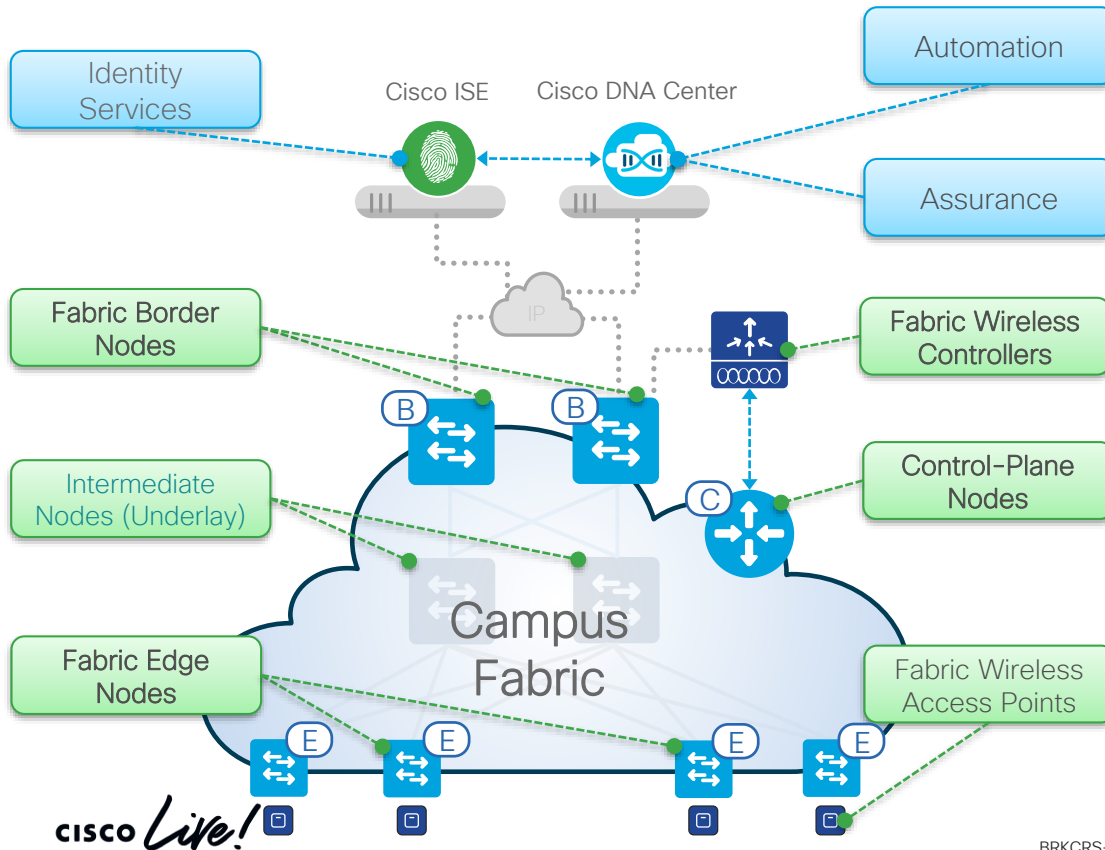 Identity
Services
Cisco ISE
Cisco DNA Center
Automation
Assurance
IP
Fabric Border
Nodes
B
B
Fabric Wireless
Controllers
Intermediate
Nodes (Underlay)
C
Control-Plane
Nodes
Campus
Fabric
Fabric Edge
Nodes
Fabric Wireless
Access Points
E
E
E
E
CISCO Live!
BRKCRS-